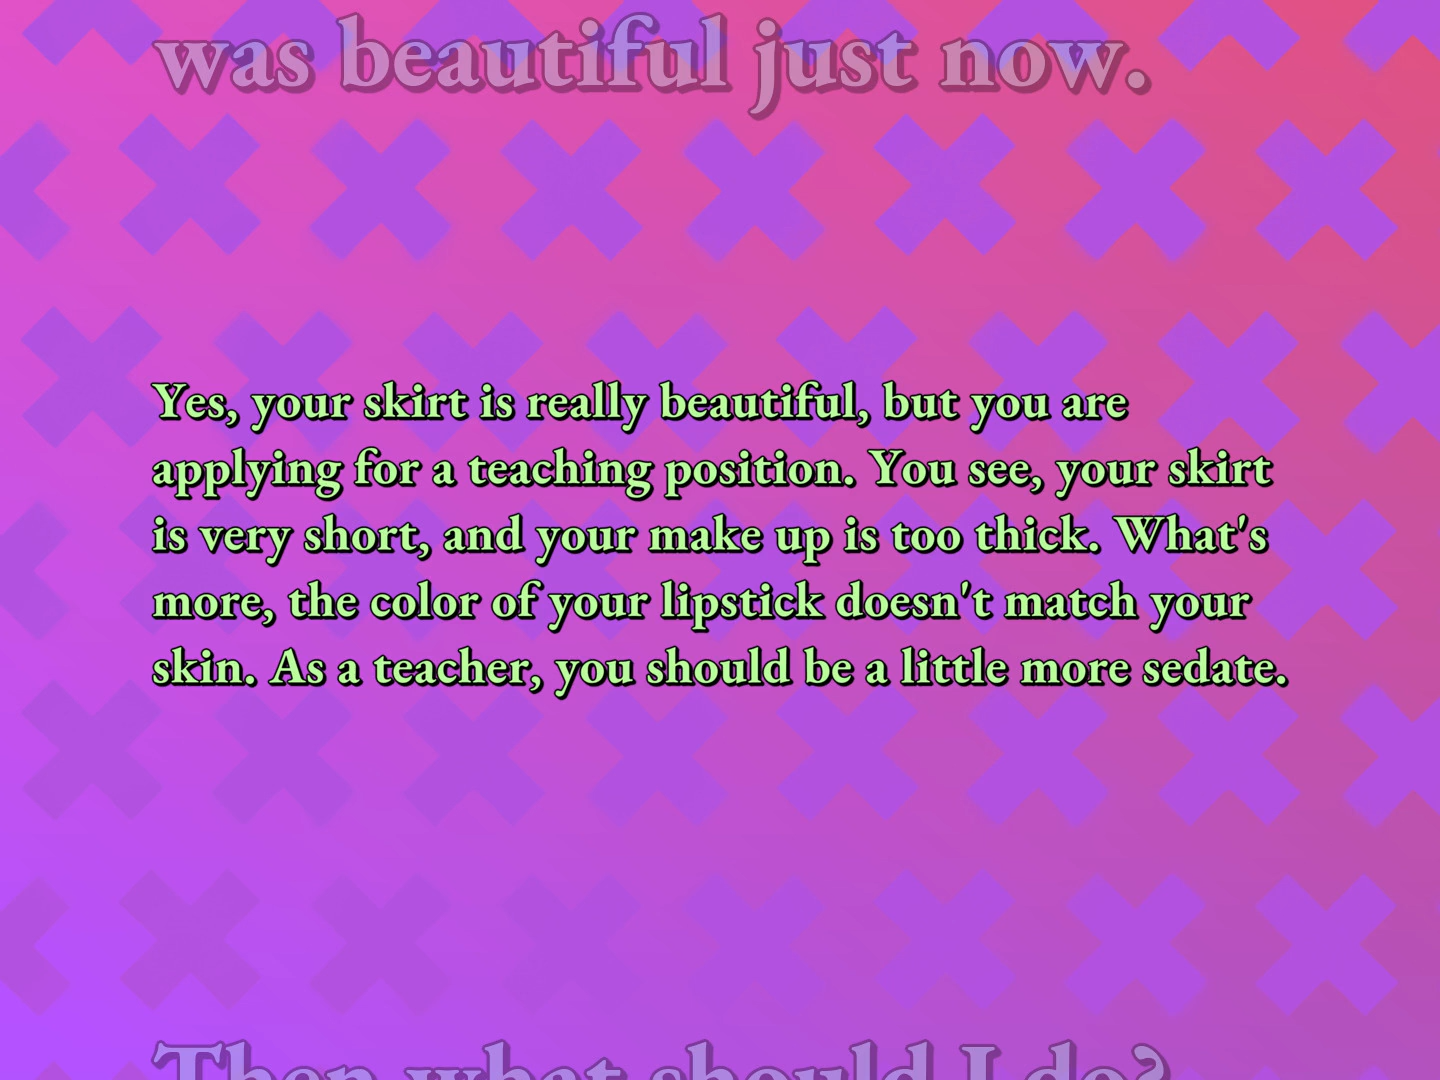 was beautiful just now.
Yes, your skirt is really beautiful, but you are
applying for a teaching position. You see, your skirt
is very short, and your make up is too thick. What's
more, the color of your lipstick doesn't match your
skin. As a teacher, you should be a little more sedate.
Then what should I do?